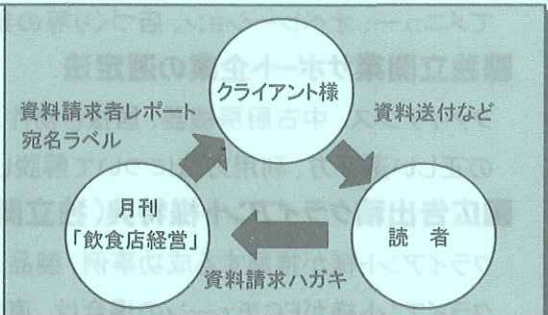 クライアント様
資料請求者レポート
宛名ラベル
資料送付など
月刊
「飲食店経営」
読 者
資料請求ハガキ